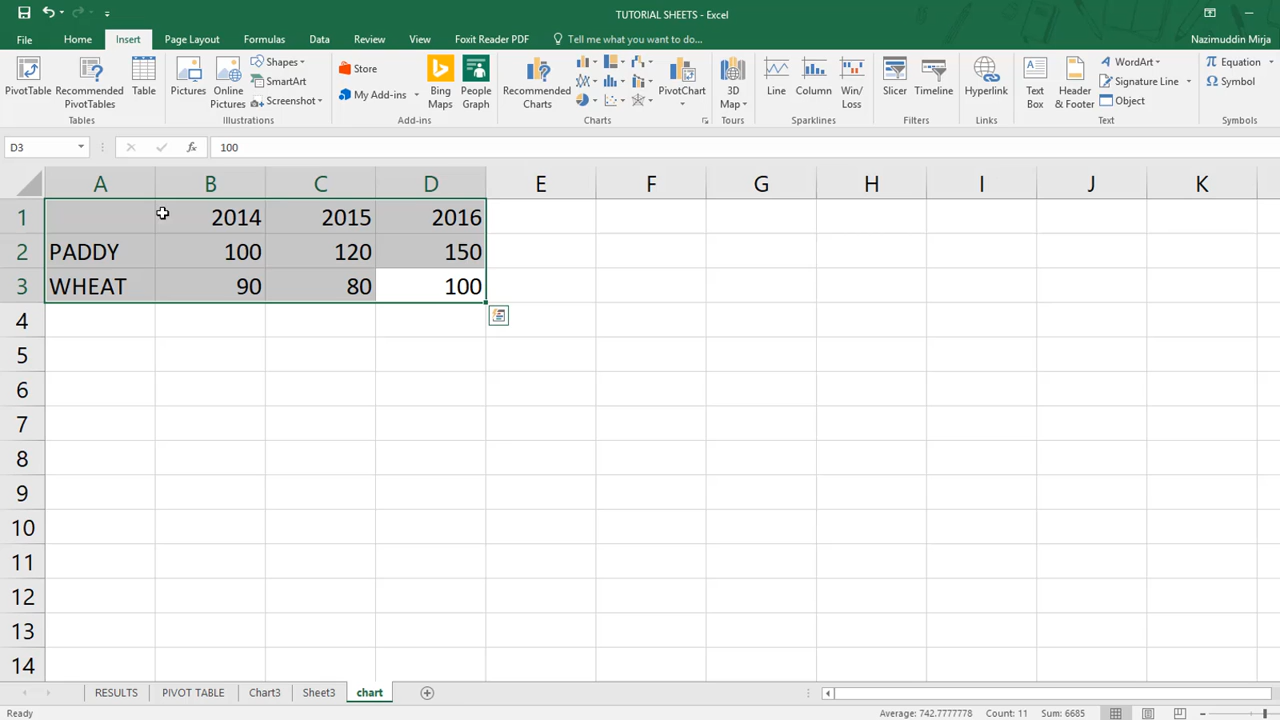 TUTORIAL SHEETS - Excel
File Home Insert Page Layout Formulas Data Review View Foxit Reader PDF Tell me what you want to do... Nazimuddin Mirja
PivotTable Recommended PivotTables Table Pictures Online Pictures Shapes SmartArt Screenshot Store My Add-ins Bing Maps People Graph Recommended Charts PivotChart 3D Map Line Column Win/Loss Slicer Timeline Hyperlink Text Box Header & Footer WordArt Signature Line Object Equation Symbol
Tables Illustrations Add-ins Charts Tours Sparklines Filters Links Text Symbols
D3 fx 100
A B C D E F G H I J K
1 2014 2015 2016
2 PADDY 100 120 150
3 WHEAT 90 80 100
4
5
6
7
8
9
10
11
12
13
14
RESULTS PIVOT TABLE Chart3 Sheet3 chart
Ready Average: 742.7777778 Count: 11 Sum: 6685